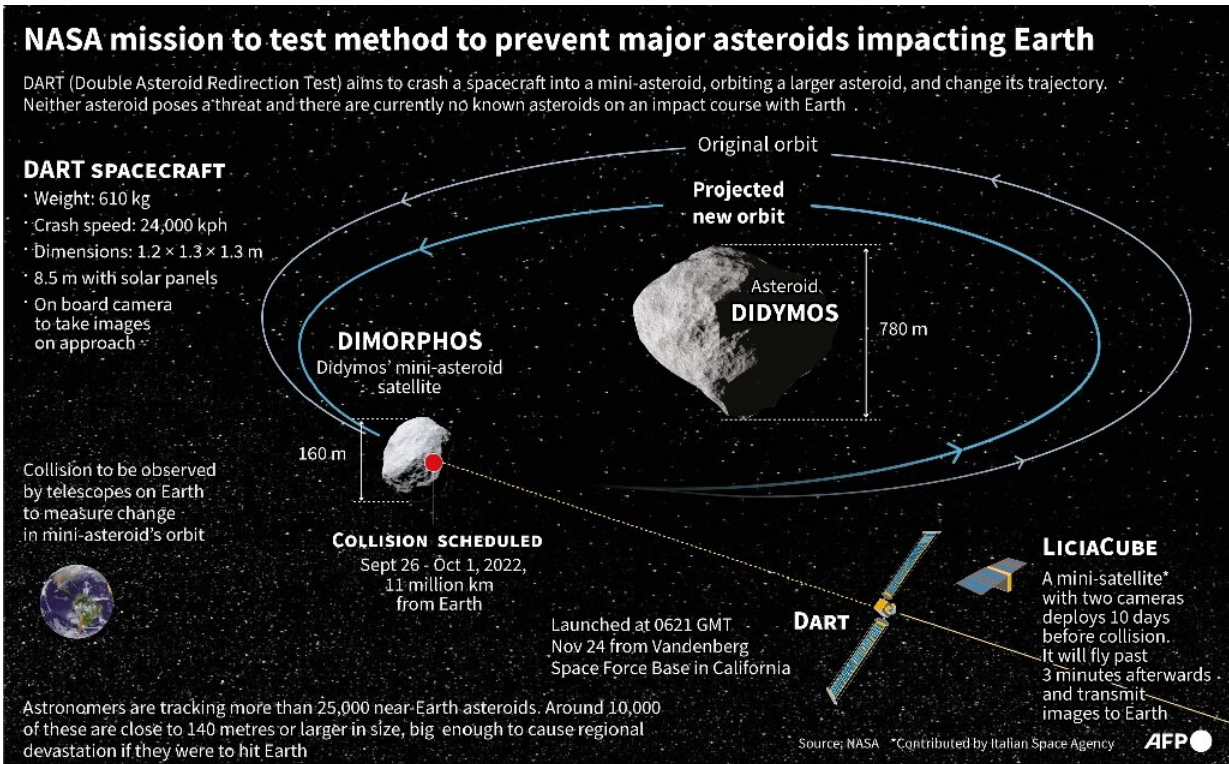 NASA mission to test method to prevent major asteroids impacting Earth
DART (Double Asteroid Redirection Test) aims to crash a spacecraft into a mini-asteroid, orbiting a larger asteroid, and change its trajectory.
Neither asteroid poses a threat and there are currently no known asteroids on an impact course with Earth .
DART SPACECRAFT
· Weight: 610 kg
· Crash speed: 24,000 kph
· Dimensions: 1.2 × 1.3 × 1.3 m
· 8.5 m with solar panels
· On board camera
to take images
on approach
Original orbit
Projected
new orbit
Asteroid
DIDYMOS
780 m
DIMORPHOS
Didymos' mini-asteroid
satellite
160 m
Collision to be observed
by telescopes on Earth
to measure change
in mini-asteroid's orbit
COLLISION SCHEDULED
Sept 26 - Oct 1, 2022,
11 million km
from Earth
Launched at 0621 GMT
Nov 24 from Vandenberg
Space Force Base in California
DART
LICIACUBE
A mini-satellite*
with two cameras
deploys 10 days
before collision.
It will fly past
3 minutes afterwards
and transmit
images to Earth
Astronomers are tracking more than 25,000 near-Earth asteroids. Around 10,000
of these are close to 140 metres or larger in size, big enough to cause regional
devastation if they were to hit Earth
Source: NASA *Contributed by Italian Space Agency
AFP